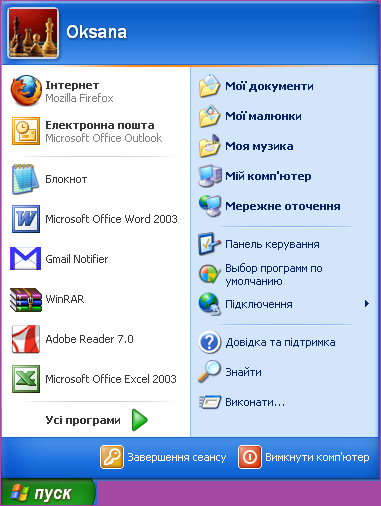 Oksana
Інтернет
Mozilla Firefox
Електронна пошта
Microsoft Office Outlook
Блокнот
Microsoft Office Word 2003
Gmail Notifier
WinRAR
Adobe Reader 7.0
Microsoft Office Excel 2003
Усі програми
Мої документи
Мої малюнки
Моя музика
Мій комп'ютер
Мережне оточення
Панель керування
Выбор программ по
умолчанию
Підключення
Довідка та підтримка
Знайти
Виконати...
Завершення сеансу
Вимкнути комп'ютер
пуск